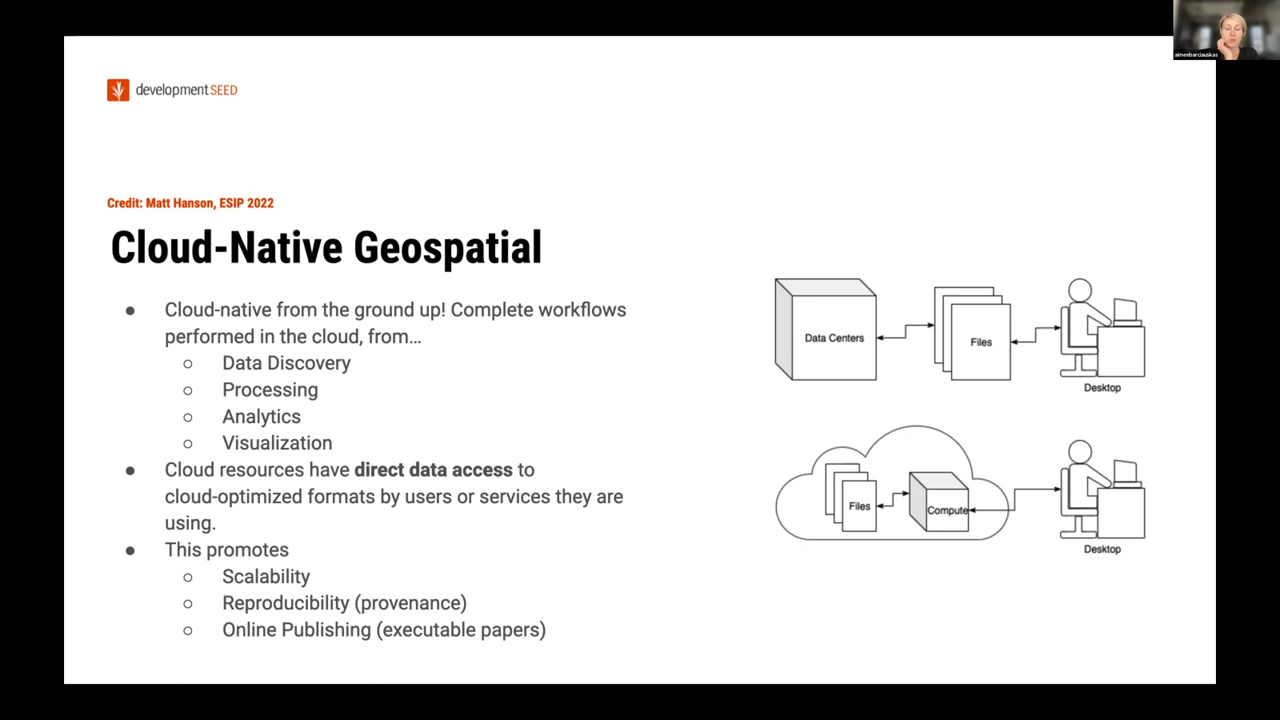 aimeebarciauskas
developmentSEED
Credit: Matt Hanson, ESIP 2022
Cloud-Native Geospatial
● Cloud-native from the ground up! Complete workflows
performed in the cloud, from…
○ Data Discovery
○ Processing
○ Analytics
○ Visualization
● Cloud resources have direct data access to
cloud-optimized formats by users or services they are
using.
● This promotes
○ Scalability
○ Reproducibility (provenance)
○ Online Publishing (executable papers)
Data Centers
Files
Desktop
Files
Compute
Desktop